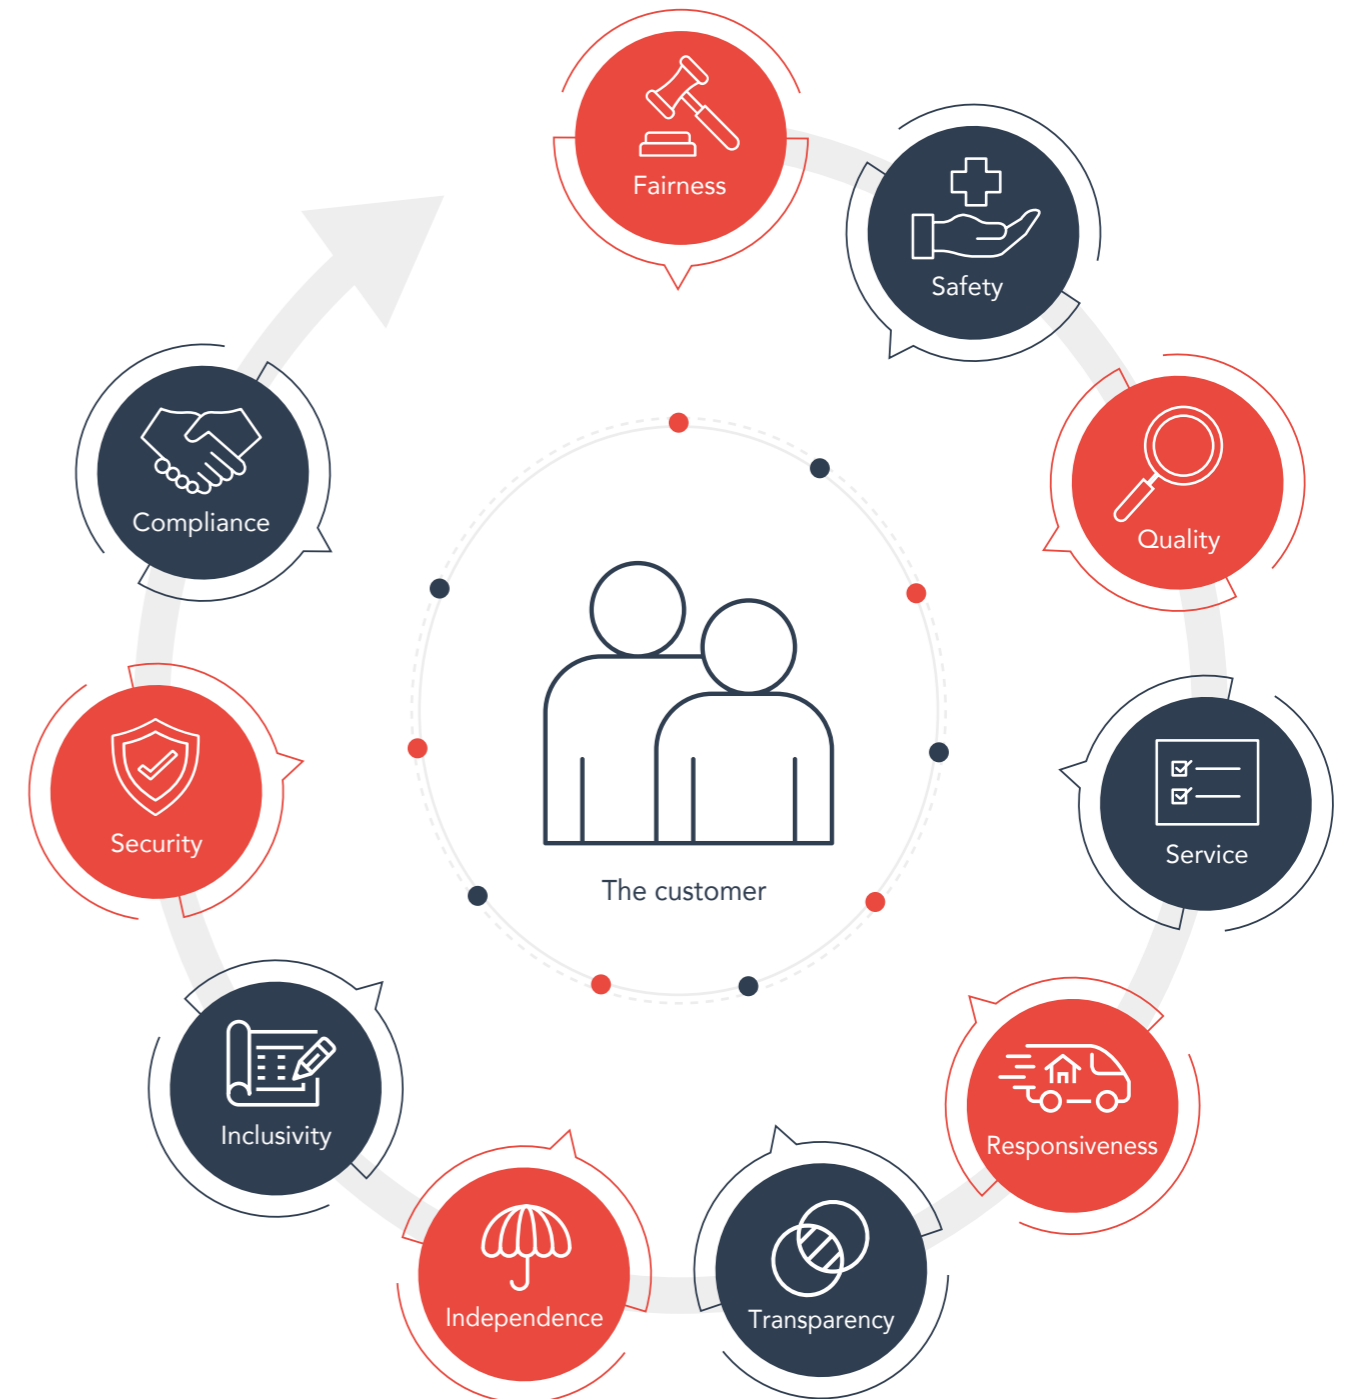 Fairness
Safety
Quality
Service
Responsiveness
Transparency
Independence
Inclusivity
Security
Compliance
The customer